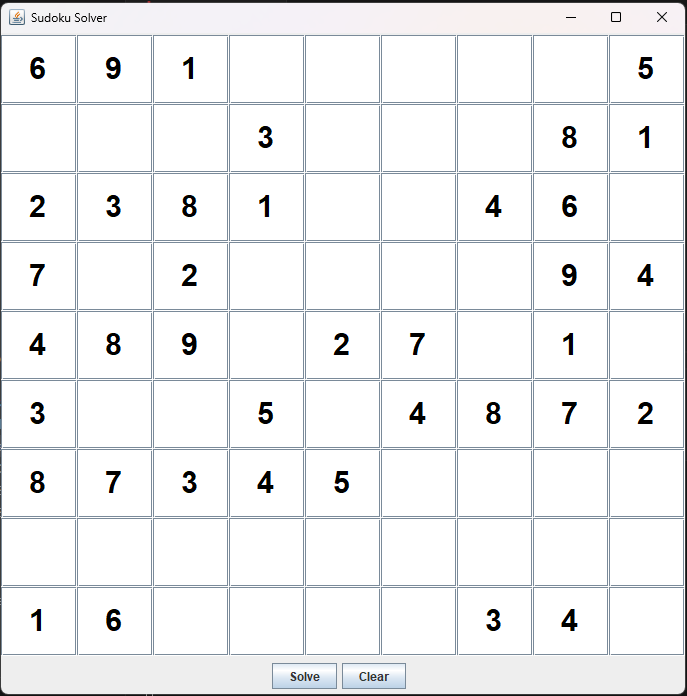 Sudoku Solver
6 9 1 5
3 8 1
2 3 8 1 4 6
7 2 9 4
4 8 9 2 7 1
3 5 4 8 7 2
8 7 3 4 5
1 6 3 4
Solve Clear